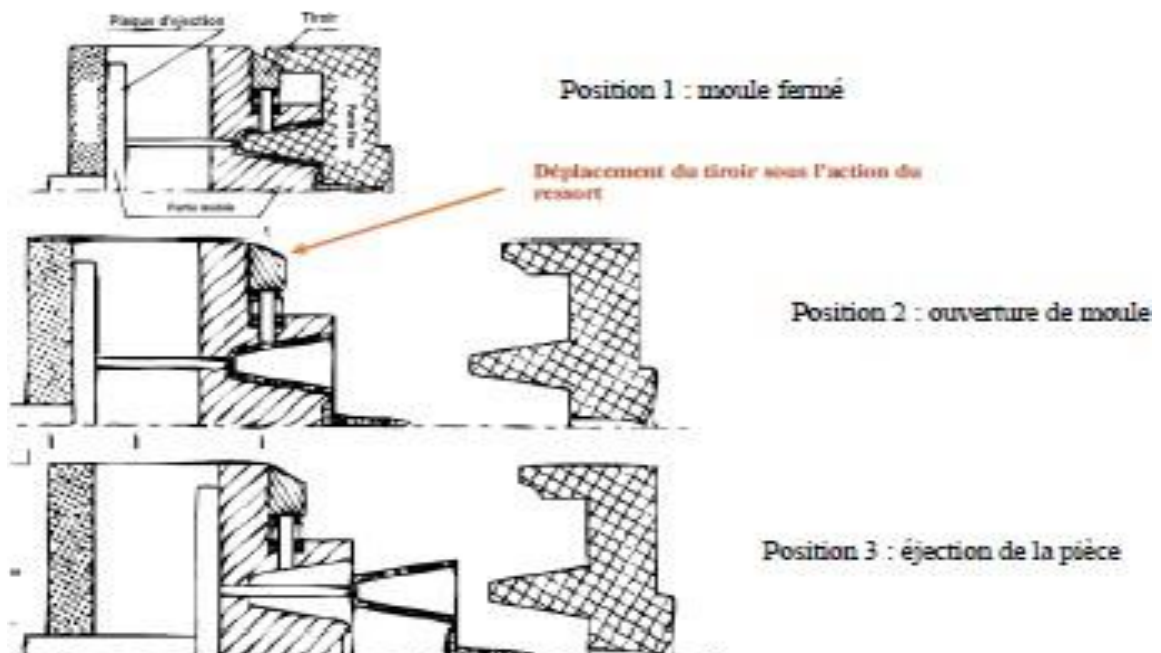 Plaque d'ejection
Tiroir
Position 1 : moule fermé
Déplacement du tiroir sous l'action du
ressort
Partie mobile
Position 2 : ouverture de moule
Position 3 : éjection de la pièce